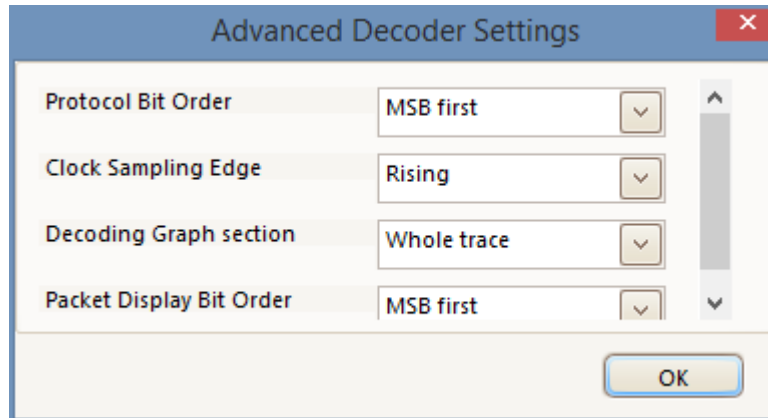 Advanced Decoder Settings
Protocol Bit Order MSB first
Clock Sampling Edge Rising
Decoding Graph section Whole trace
Packet Display Bit Order MSB first
OK